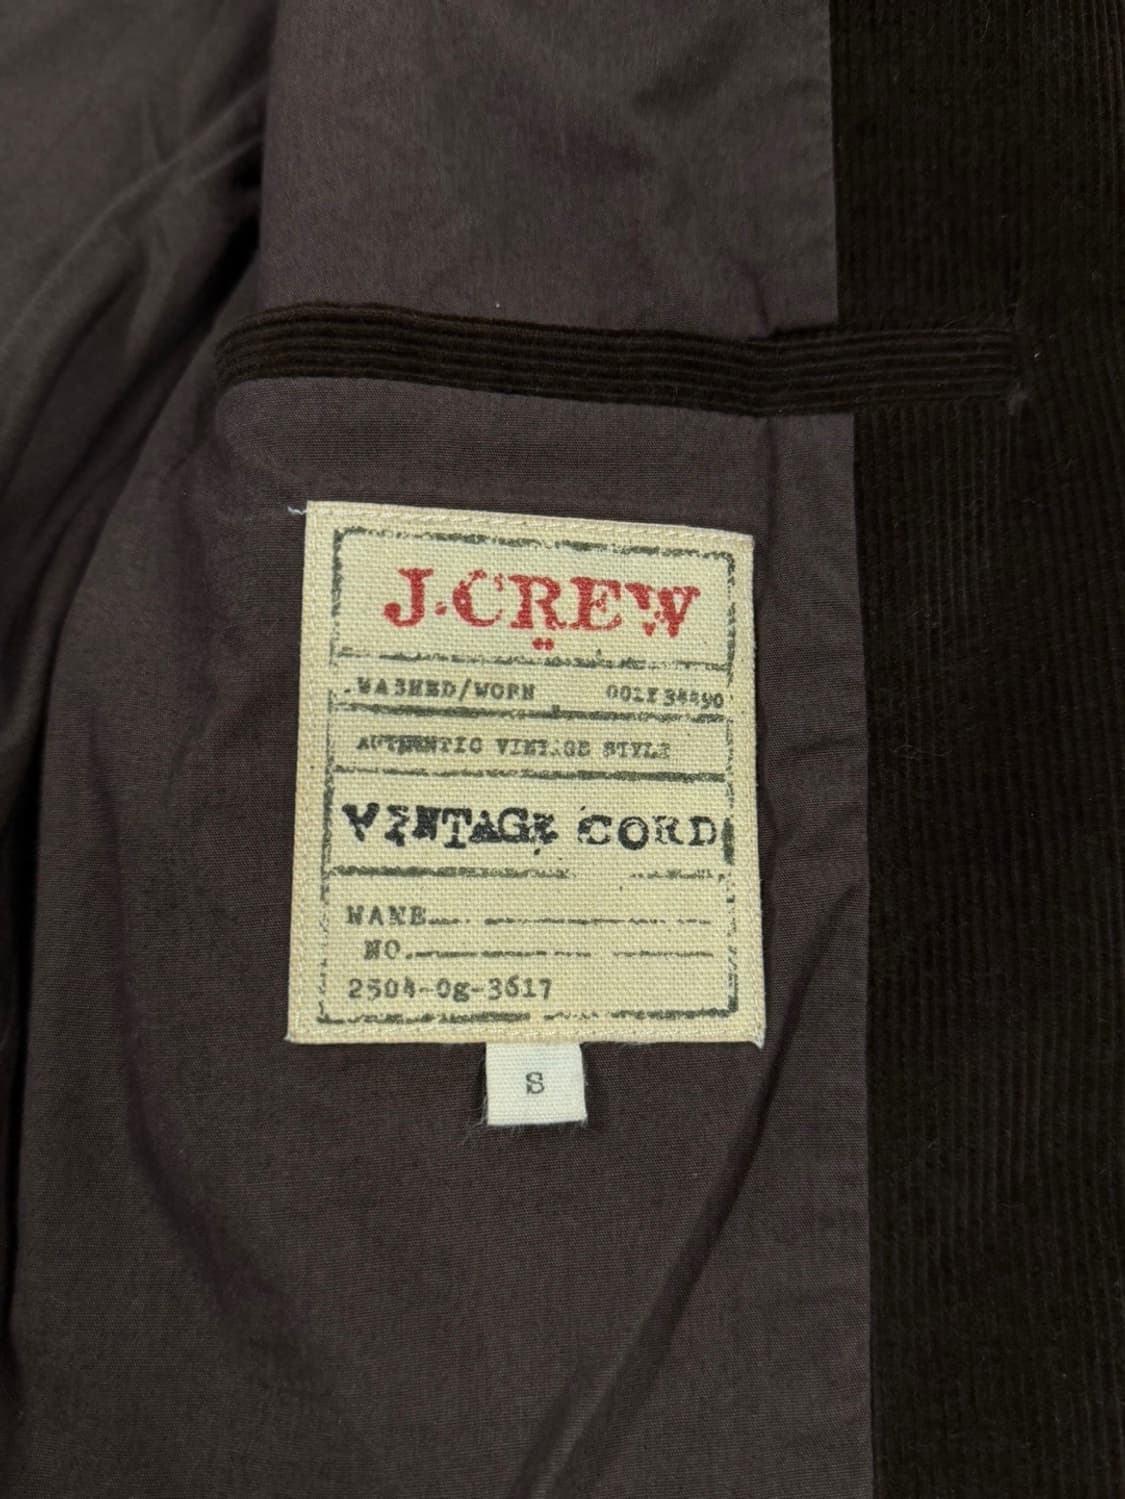 J.CREW
WASHED/WORN
AUTHENTIC VINTAGE STYLE
VINTAGE CORD
NAME
NO.
2504-0g-3617
S